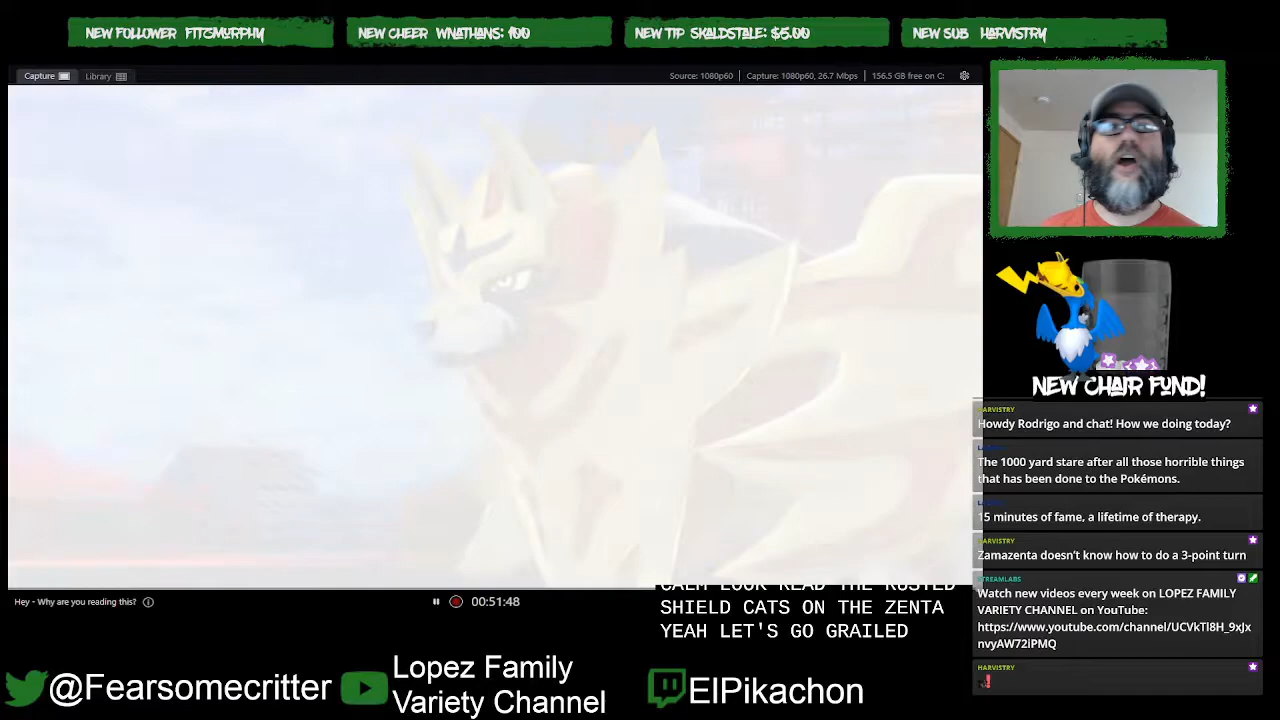 NEW FOLLOWER FITCMORPHY
NEW CHEER WNATHANS: 100
NEW TIP SKALDSTALE: $5.00
NEW SUB HARVISTRY
Capture
Library
Source: 1080p60
Capture: 1080p60, 26.7 Mbps
156.5 GB free on C:
NEW CHAIR FUND!
HARVISTRY
Howdy Rodrigo and chat! How we doing today?
The 1000 yard stare after all those horrible things
that has been done to the Pokémons.
15 minutes of fame, a lifetime of therapy.
HARVISTRY
Zamazenta doesn't know how to do a 3-point turn
STREAMLABS
Watch new videos every week on LOPEZ FAMILY
VARIETY CHANNEL on YouTube:
https://www.youtube.com/channel/UCVkTl8H_9xJx
nvyAW72iPMQ
HARVISTRY
Hey - Why are you reading this?
00:51:48
CALM LOOK READ THE RUSTED
SHIELD CATS ON THE ZENTA
YEAH LET'S GO GRAILED
@Fearsomecritter
Lopez Family
Variety Channel
ElPikachon